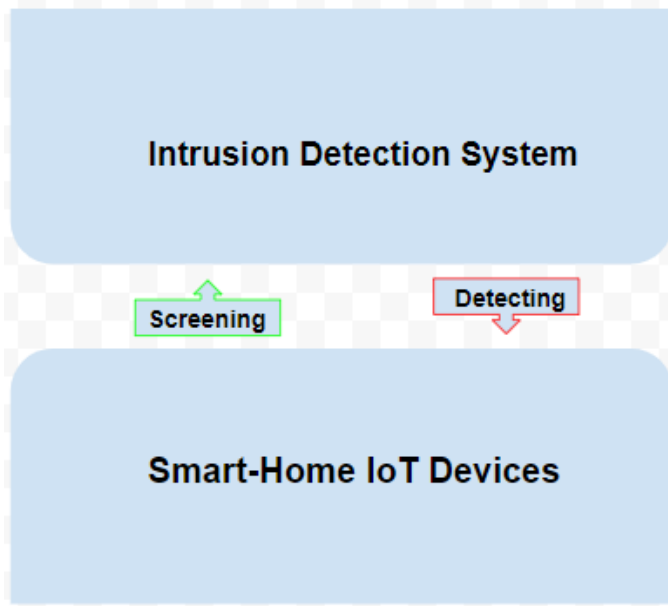 Intrusion Detection System
Detecting
Screening
Smart-Home IoT Devices